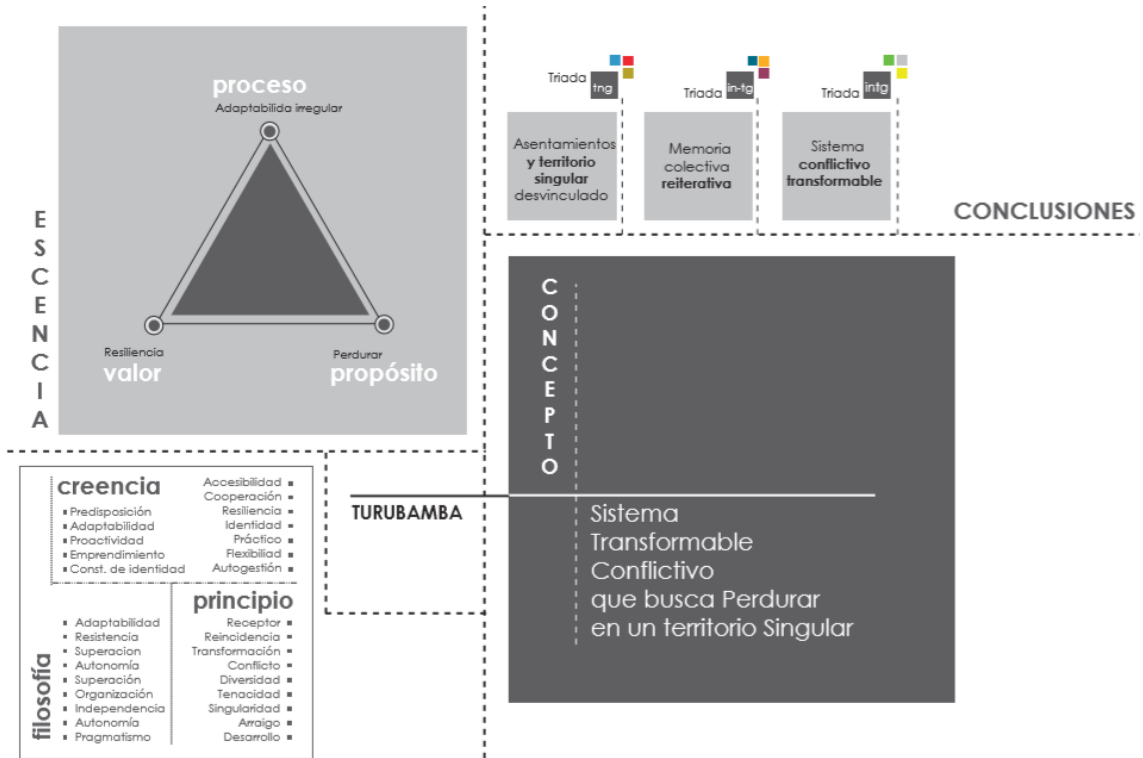 ESCENCIA
proceso
Adaptabilida irregular
Resiliencia
valor
Perdurar
propósito
Triada tng
Asentamientos
y territorio
singular
desvinculado
Triada in-tg
Memoria
colectiva
reiterativa
Triada intg
Sistema
conflictivo
transformable
CONCLUSIONES
CONCEPTO
TURUBAMBA
Sistema
Transformable
Conflictivo
que busca Perdurar
en un territorio Singular
creencia
Predisposición
Adaptabilidad
Proactividad
Emprendimiento
Const. de identidad
Accesibilidad
Cooperación
Resiliencia
Identidad
Práctico
Flexibiliad
Autogestión
filosofía
Adaptabilidad
Resistencia
Superacion
Autonomía
Superación
Organización
Independencia
Autonomía
Pragmatismo
principio
Receptor
Reincidencia
Transformación
Conflicto
Diversidad
Tenacidad
Singularidad
Arraigo
Desarrollo